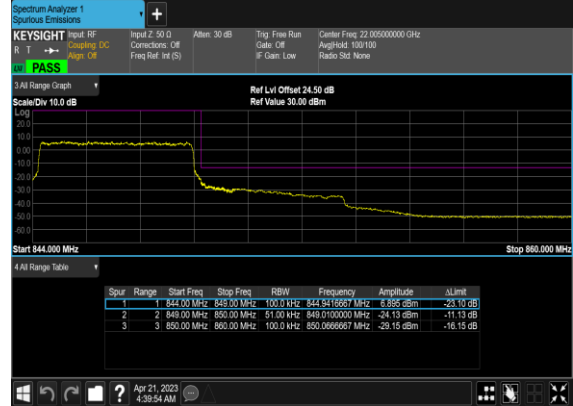 Spectrum Analyzer 1
Spurious Emissions
KEYSIGHT
R T
LW PASS
Input: RF
Coupling: DC
Align: Off
Input Z: 50 Ω
Corrections: Off
Freq Ref: Int (S)
Atten: 30 dB
Trig: Free Run
Gate: Off
IF Gain: Low
Center Freq: 22.005000000 GHz
Avg|Hold: 100/100
Radio Std: None
3 All Range Graph
Scale/Div 10.0 dB
Ref Lvl Offset 24.50 dB
Ref Value 30.00 dBm
Log
20.0
10.0
0.00
-10.0
-20.0
-30.0
-40.0
-50.0
-60.0
Start 844.000 MHz
Stop 860.000 MHz
4 All Range Table
Spur Range Start Freq Stop Freq RBW Frequency Amplitude ΔLimit
1 1 844.00 MHz 849.00 MHz 100.0 kHz 844.9416667 MHz 6.895 dBm -23.10 dB
2 2 849.00 MHz 850.00 MHz 51.00 kHz 849.0100000 MHz -24.13 dBm -11.13 dB
3 3 850.00 MHz 860.00 MHz 100.0 kHz 850.0666667 MHz -29.15 dBm -16.15 dB
?
Apr 21, 2023
4:39:54 AM